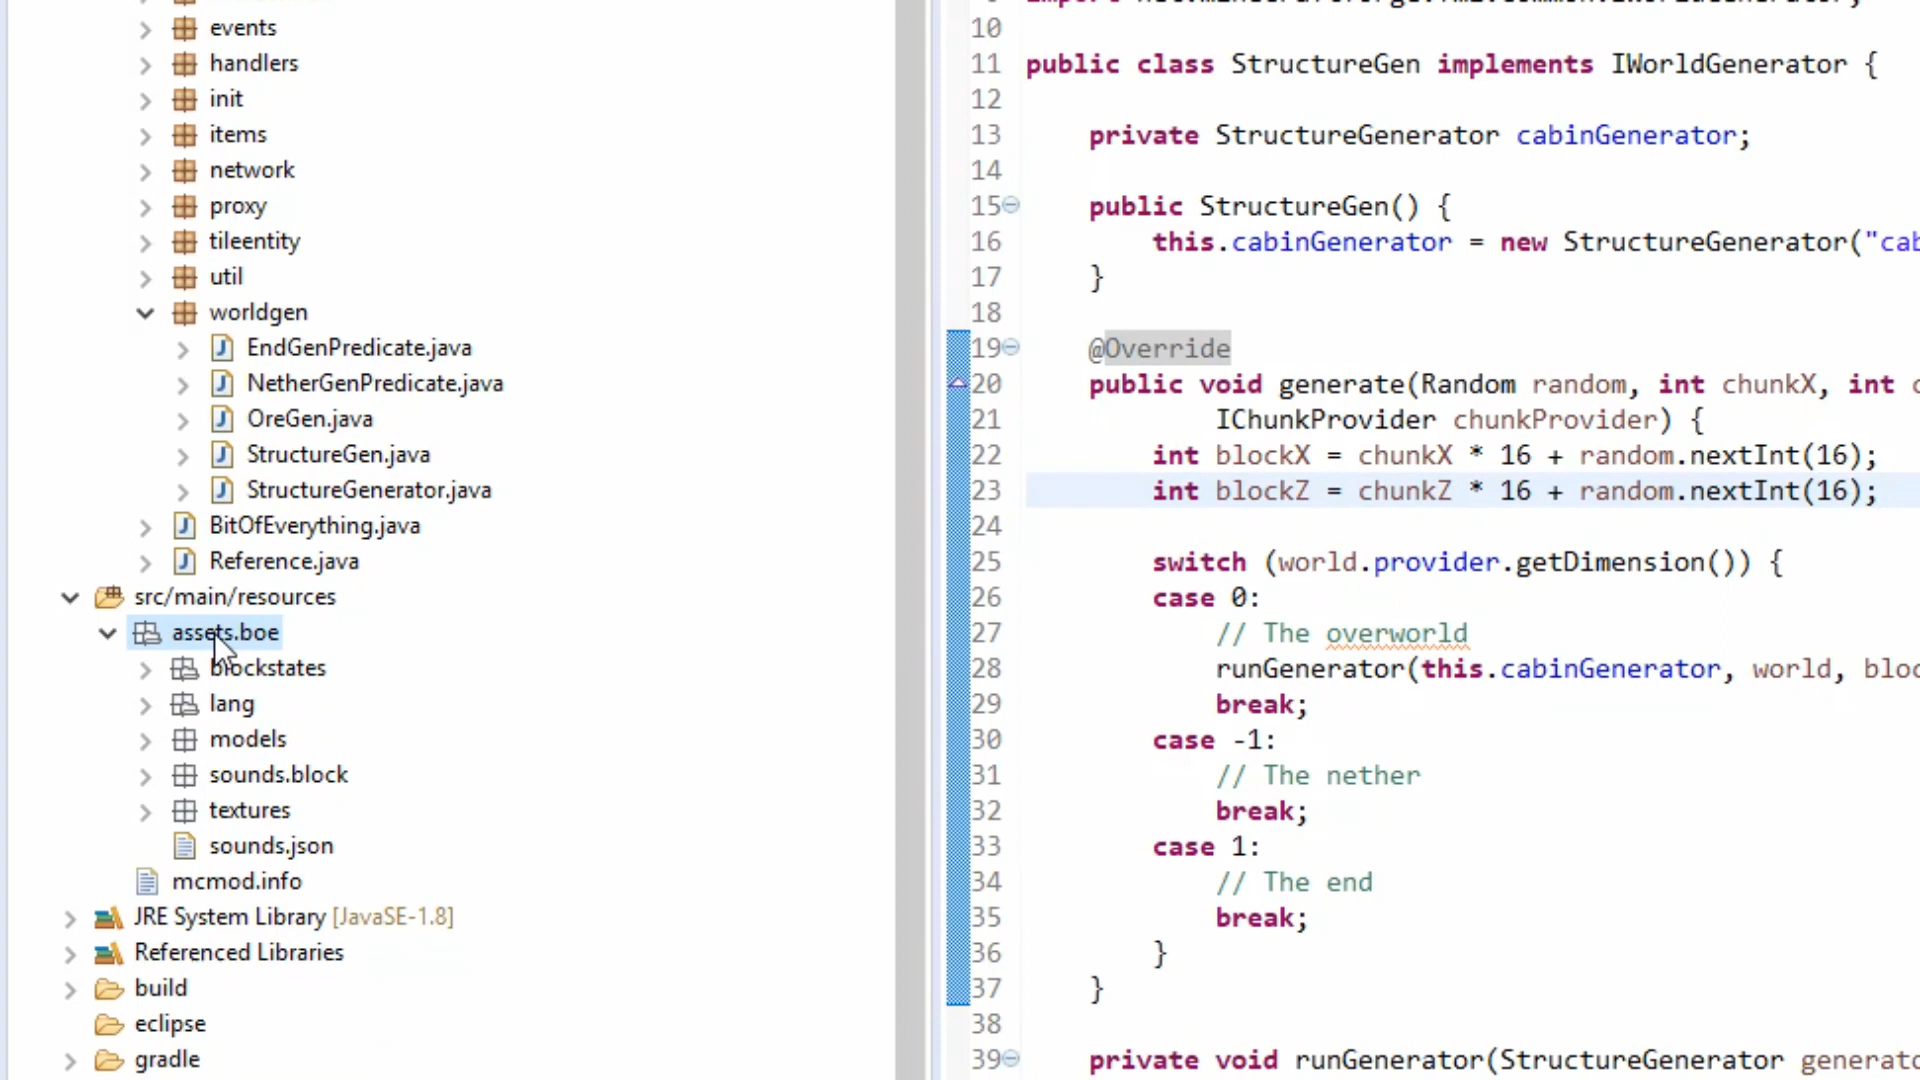 events
handlers
init
items
network
proxy
tileentity
util
worldgen
EndGenPredicate.java
NetherGenPredicate.java
OreGen.java
StructureGen.java
StructureGenerator.java
BitOfEverything.java
Reference.java
src/main/resources
assets.boe
blockstates
lang
models
sounds.block
textures
sounds.json
mcmod.info
JRE System Library [JavaSE-1.8]
Referenced Libraries
build
eclipse
gradle
10
11 public class StructureGen implements IWorldGenerator {
12
13 private StructureGenerator cabinGenerator;
14
15 public StructureGen() {
16 this.cabinGenerator = new StructureGenerator("cab
17 }
18
19 @Override
20 public void generate(Random random, int chunkX, int c
21 IChunkProvider chunkProvider) {
22 int blockX = chunkX * 16 + random.nextInt(16);
23 int blockZ = chunkZ * 16 + random.nextInt(16);
24
25 switch (world.provider.getDimension()) {
26 case 0:
27 // The overworld
28 runGenerator(this.cabinGenerator, world, bloc
29 break;
30 case -1:
31 // The nether
32 break;
33 case 1:
34 // The end
35 break;
36 }
37 }
38
39 private void runGenerator(StructureGenerator generato